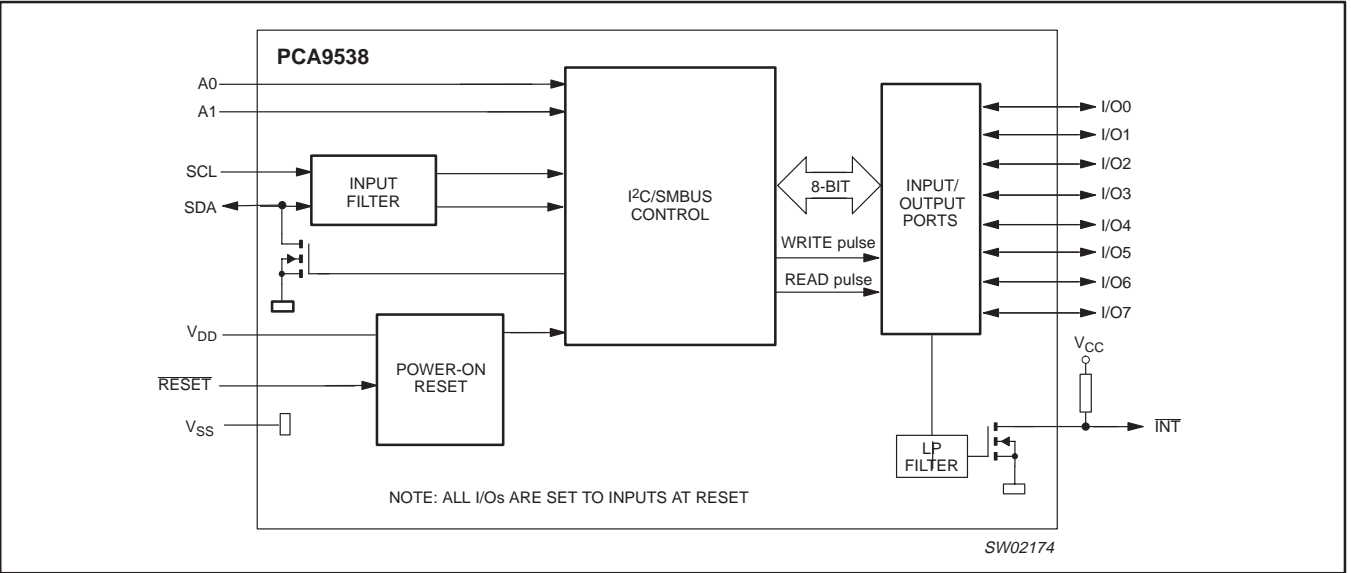 PCA9538
A0
A1
SCL
SDA
INPUT
FILTER
I²C/SMBUS
CONTROL
8-BIT
WRITE pulse
READ pulse
INPUT/
OUTPUT
PORTS
I/O0
I/O1
I/O2
I/O3
I/O4
I/O5
I/O6
I/O7
VDD
RESET
VSS
POWER-ON
RESET
VCC
INT
LP
FILTER
NOTE: ALL I/Os ARE SET TO INPUTS AT RESET
SW02174